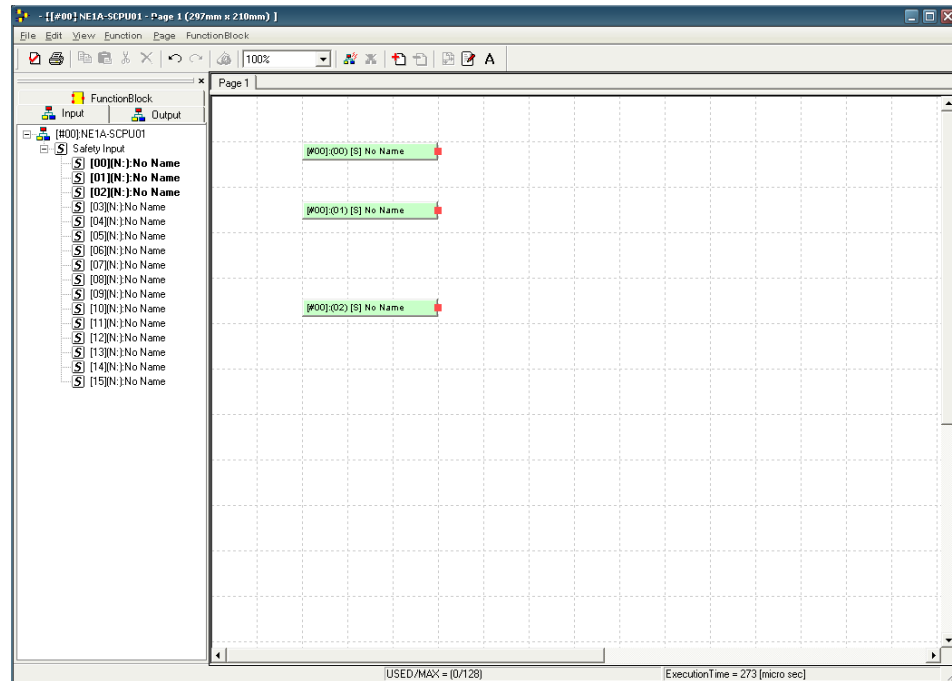 - [[#00] NE1A-SCPU01 - Page 1 (297mm x 210mm) ]
File Edit View Function Page FunctionBlock
100%
A
Page 1
FunctionBlock
Input
Output
[#00]:NE1A-SCPU01
Safety Input
[00](N:):No Name
[01](N:):No Name
[02](N:):No Name
[03](N:):No Name
[04](N:):No Name
[05](N:):No Name
[06](N:):No Name
[07](N:):No Name
[08](N:):No Name
[09](N:):No Name
[10](N:):No Name
[11](N:):No Name
[12](N:):No Name
[13](N:):No Name
[14](N:):No Name
[15](N:):No Name
[#00]:(00) [S] No Name
[#00]:(01) [S] No Name
[#00]:(02) [S] No Name
USED/MAX = (0/128)
ExecutionTime = 273 [micro sec]